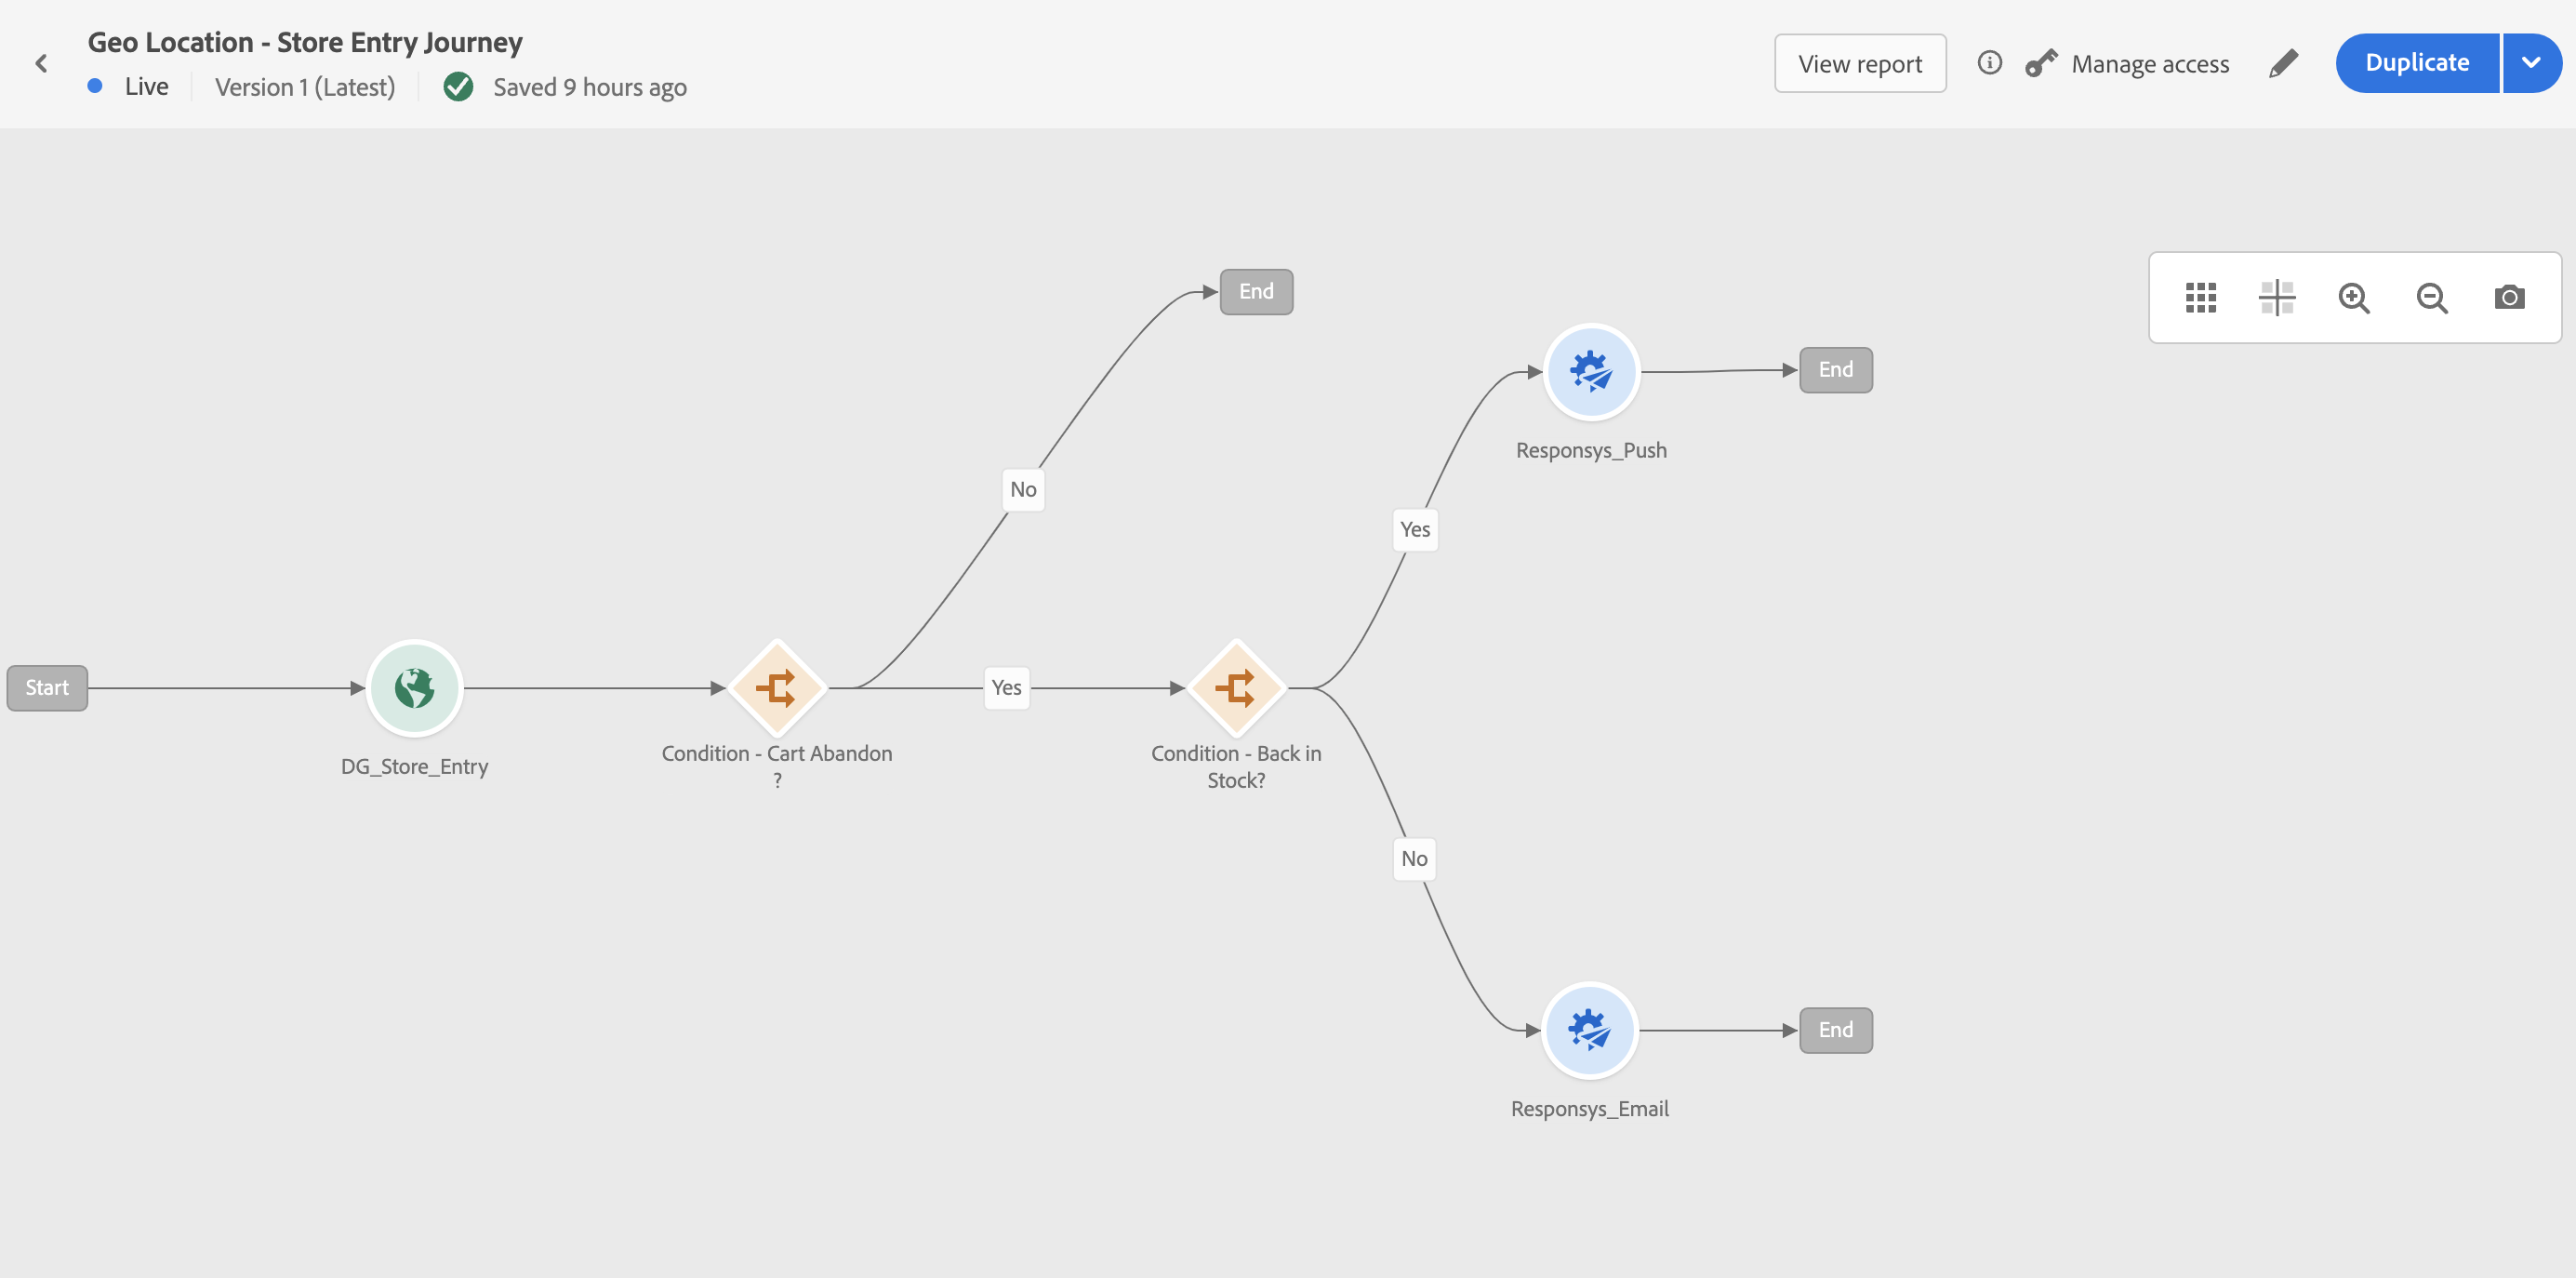 Geo Location - Store Entry Journey
Live
Version 1 (Latest)
Saved 9 hours ago
View report
Manage access
Duplicate
End
End
Responsys_Push
No
Yes
Start
Yes
DG_Store_Entry
Condition - Cart Abandon
?
Condition - Back in
Stock?
No
End
Responsys_Email